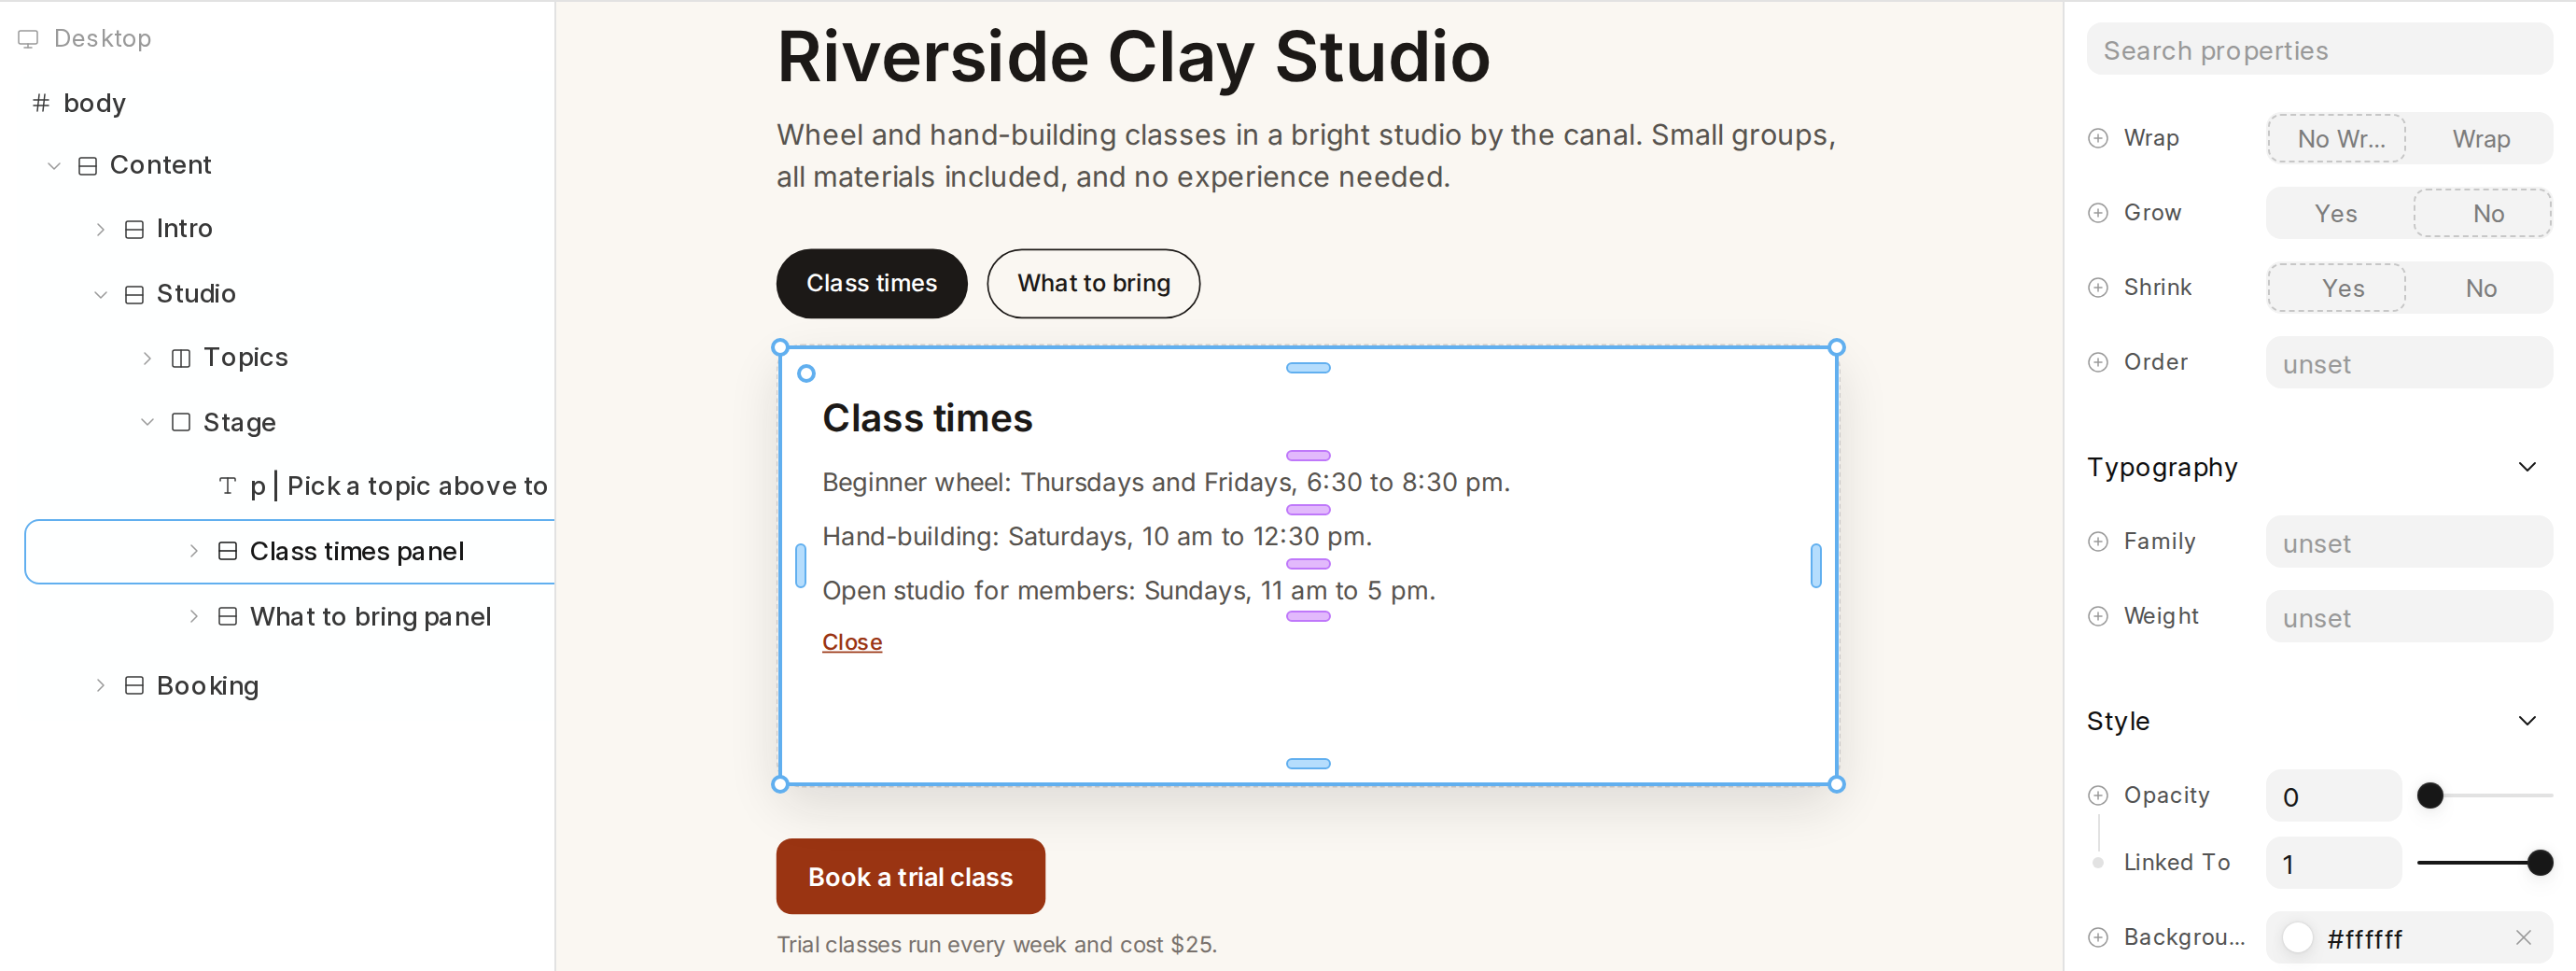 Desktop
# body
Content
Intro
Studio
Topics
Stage
p | Pick a topic above to
Class times panel
What to bring panel
Booking
Riverside Clay Studio
Wheel and hand-building classes in a bright studio by the canal. Small groups,
all materials included, and no experience needed.
Class times
What to bring
Class times
Beginner wheel: Thursdays and Fridays, 6:30 to 8:30 pm.
Hand-building: Saturdays, 10 am to 12:30 pm.
Open studio for members: Sundays, 11 am to 5 pm.
Close
Book a trial class
Trial classes run every week and cost $25.
Search properties
Wrap No Wr... Wrap
Grow Yes No
Shrink Yes No
Order unset
Typography
Family unset
Weight unset
Style
Opacity 0
Linked To 1
Backgrou... #ffffff